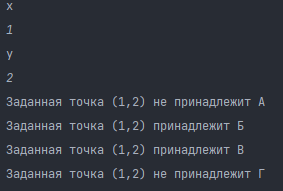 x
1
y
2
Заданная точка (1,2) не принадлежит А
Заданная точка (1,2) принадлежит Б
Заданная точка (1,2) принадлежит В
Заданная точка (1,2) не принадлежит Г